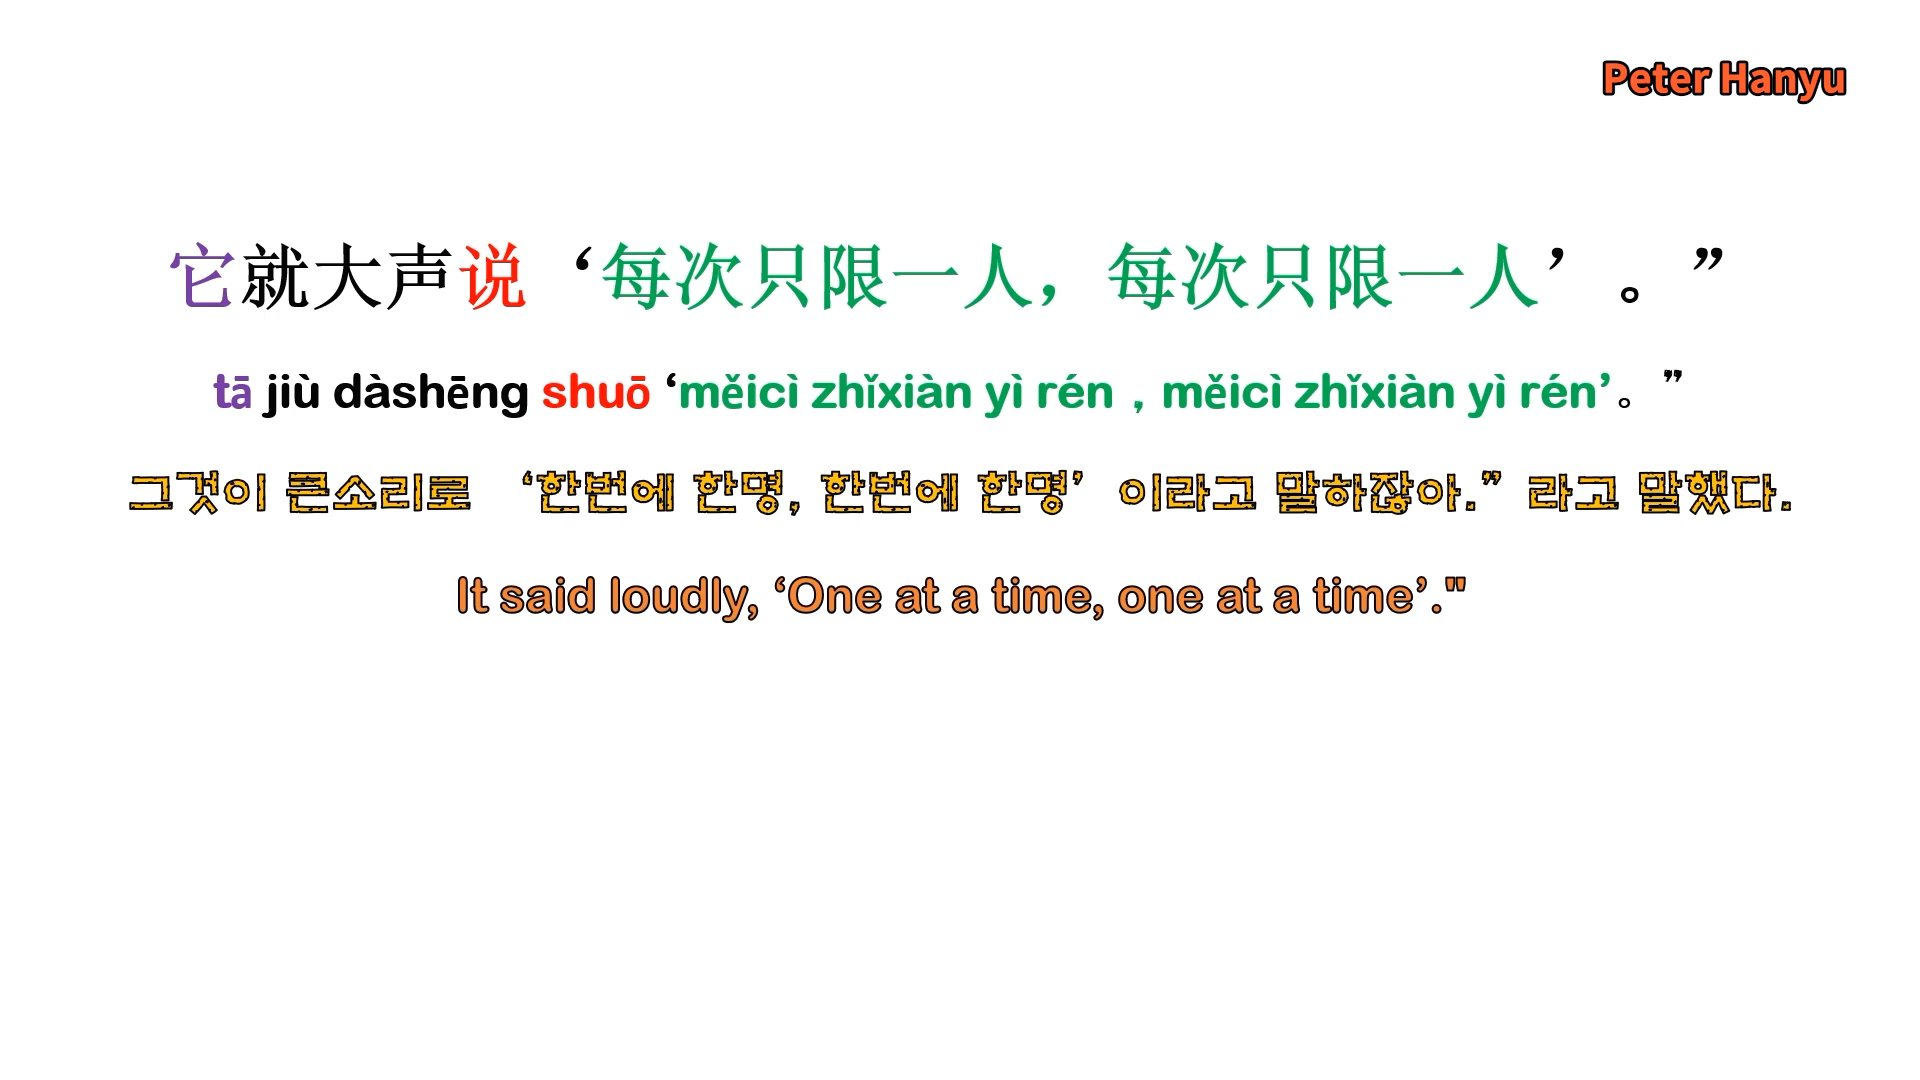 Peter Hanyu
它就大声说‘每次只限一人，每次只限一人’。”
tā jiù dàshēng shuō ‘měicì zhǐxiàn yì rén，měicì zhǐxiàn yì rén’。”
그것이 큰소리로 ‘한번에 한명, 한번에 한명’ 이라고 말하잖아.” 라고 말했다.
It said loudly, ‘One at a time, one at a time’."